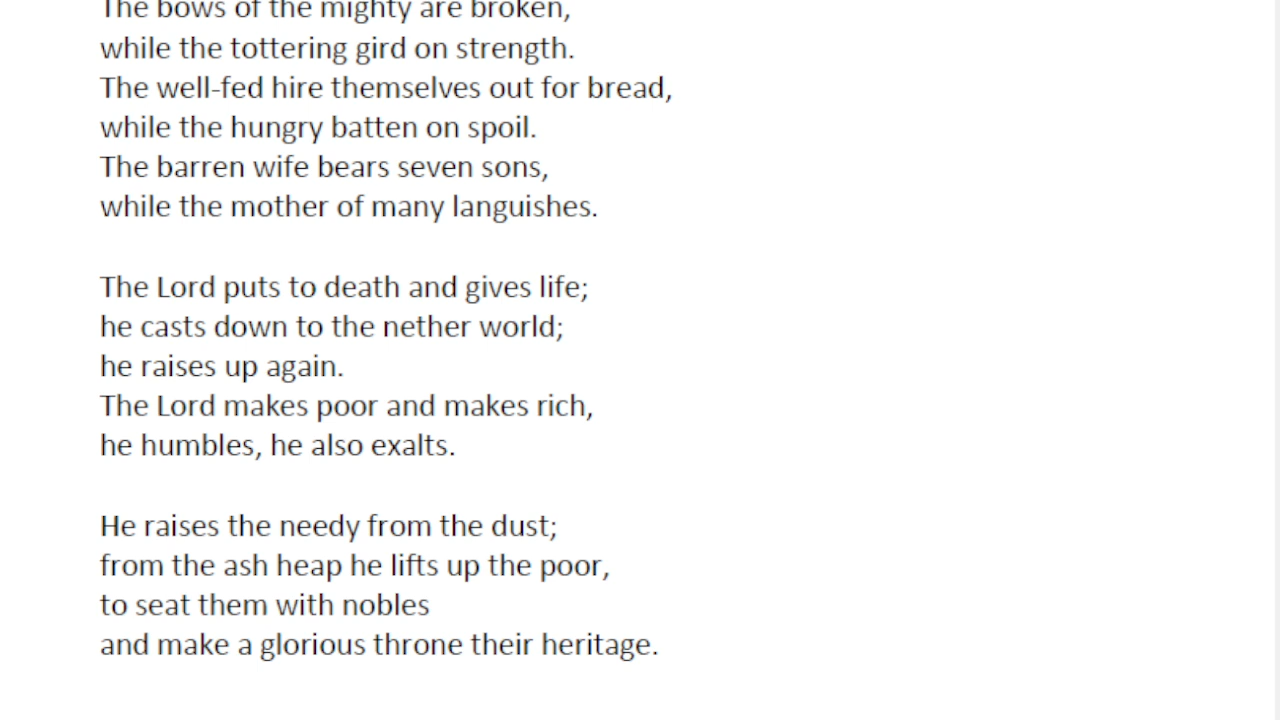 The bows of the mighty are broken,
while the tottering gird on strength.
The well-fed hire themselves out for bread,
while the hungry batten on spoil.
The barren wife bears seven sons,
while the mother of many languishes.
The Lord puts to death and gives life;
he casts down to the nether world;
he raises up again.
The Lord makes poor and makes rich,
he humbles, he also exalts.
He raises the needy from the dust;
from the ash heap he lifts up the poor,
to seat them with nobles
and make a glorious throne their heritage.